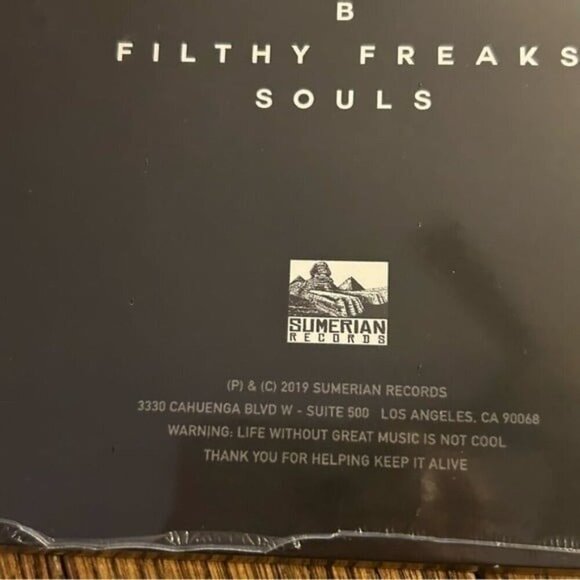 B
FILTHY FREAKS
SOULS
SUMERIAN
RECORDS
(P) & (C) 2019 SUMERIAN RECORDS
3330 CAHUENGA BLVD W - SUITE 500 LOS ANGELES, CA 90068
WARNING: LIFE WITHOUT GREAT MUSIC IS NOT COOL
THANK YOU FOR HELPING KEEP IT ALIVE